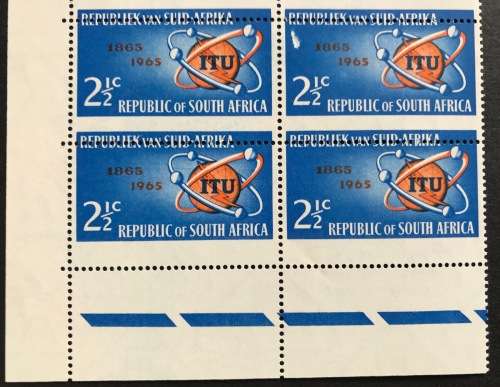 REPUBLIEK VAN SUID-AFRIKA
1865
1965
ITU
2½c
REPUBLIC OF SOUTH AFRICA
REPUBLIEK VAN SUID-AFRIKA
1865
1965
ITU
2½c
REPUBLIC OF SOUTH AFRICA
REPUBLIEK VAN SUID-AFRIKA
1865
1965
ITU
2½c
REPUBLIC OF SOUTH AFRICA
REPUBLIEK VAN SUID-AFRIKA
1865
1965
ITU
2½c
REPUBLIC OF SOUTH AFRICA